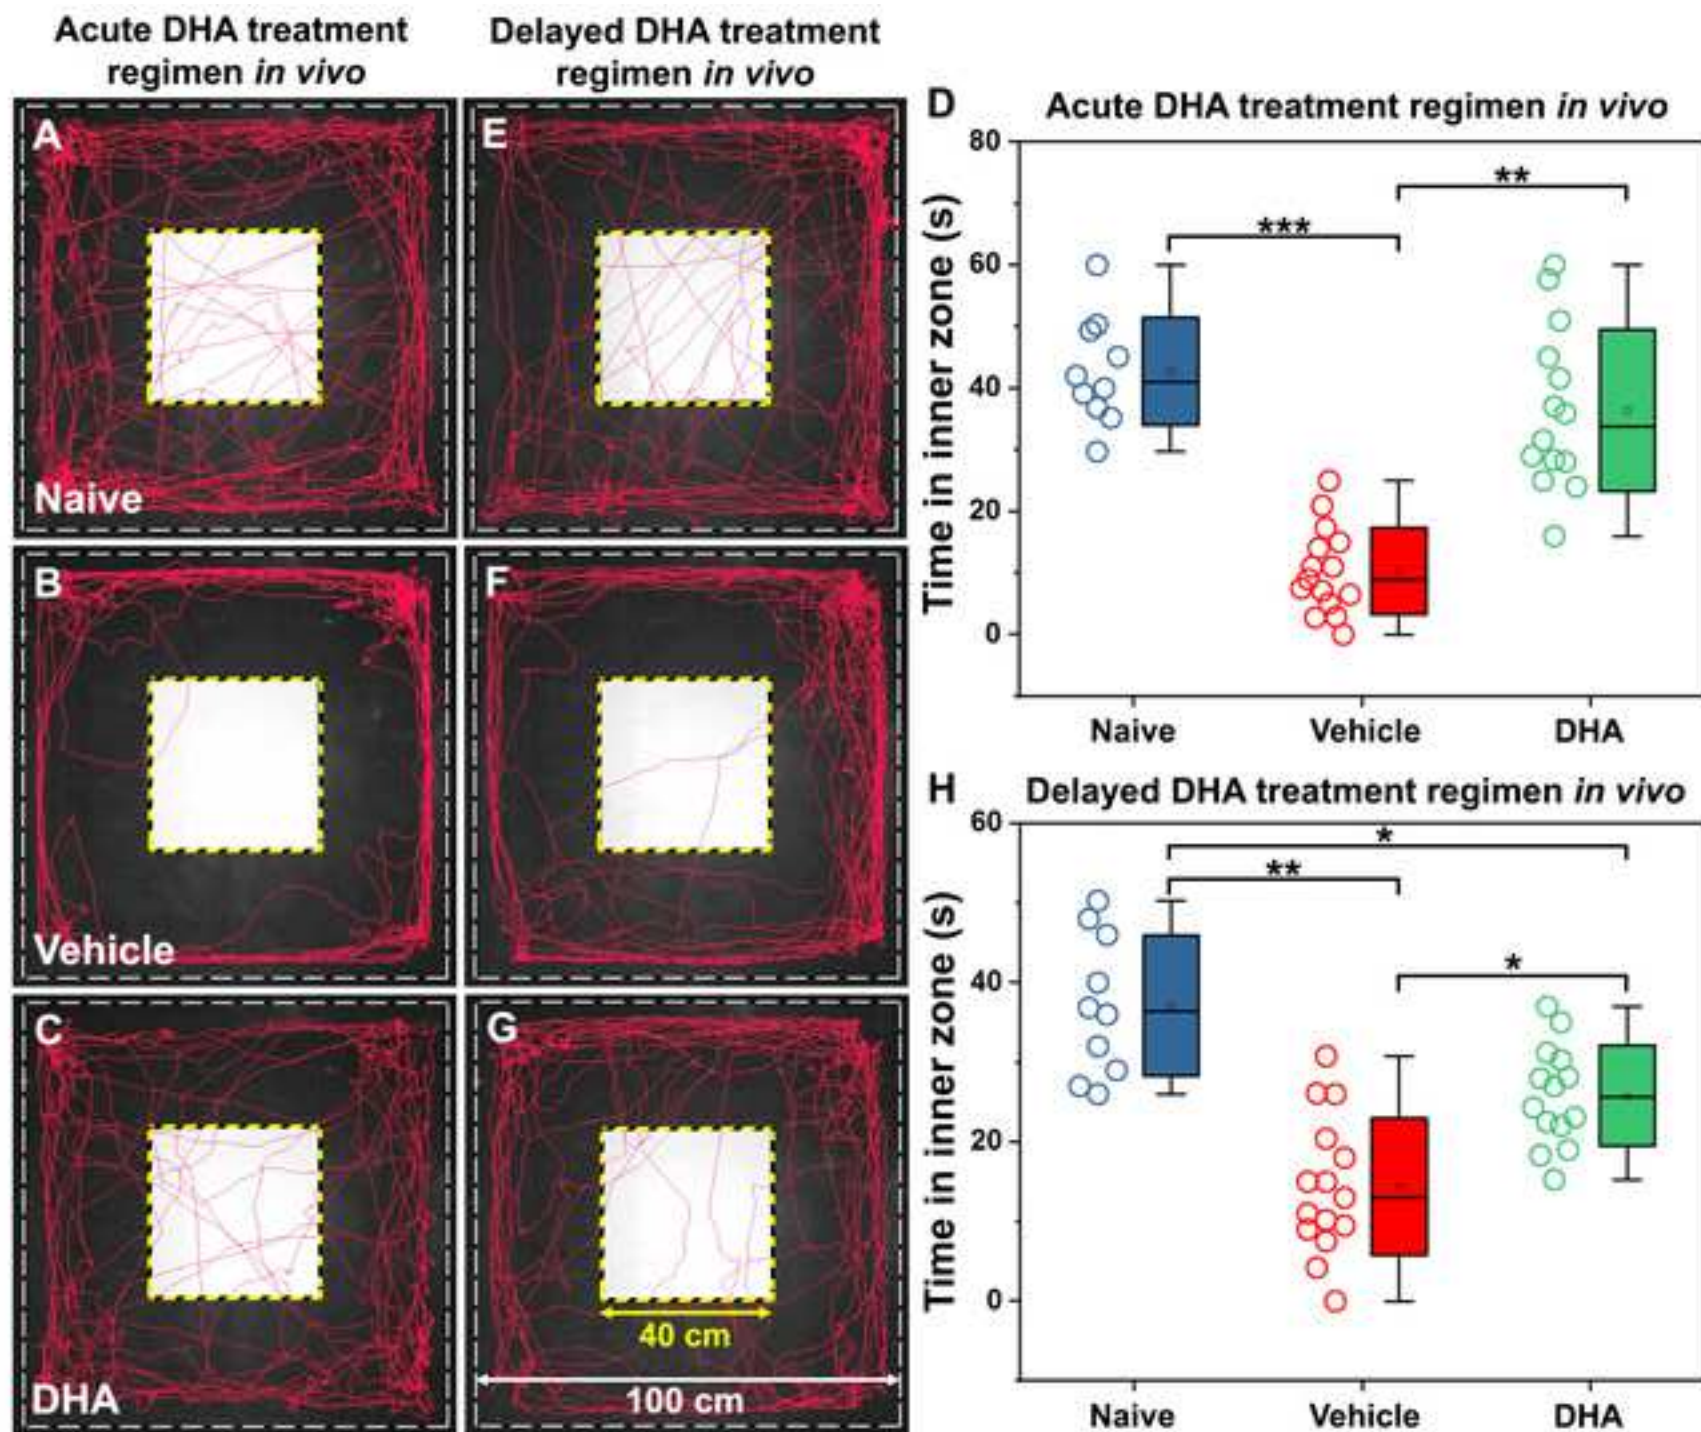 Acute DHA treatment
regimen in vivo
Delayed DHA treatment
regimen in vivo
A
Naive
E
B
Vehicle
F
C
DHA
G
40 cm
100 cm
D
Acute DHA treatment regimen in vivo
Time in inner zone (s)
80
60
40
20
0
***
**
Naive
Vehicle
DHA
H
Delayed DHA treatment regimen in vivo
Time in inner zone (s)
60
40
20
0
*
**
*
Naive
Vehicle
DHA